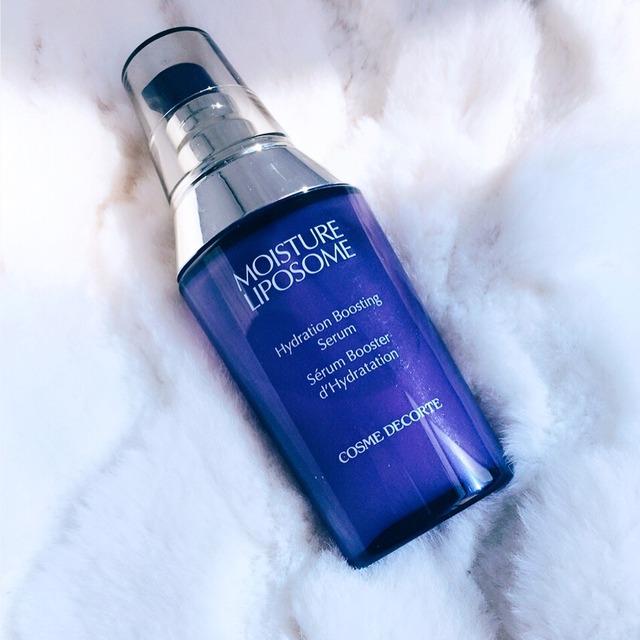 MOISTURE
LIPOSOME
Hydration Boosting
Serum
Sérum Booster
d'Hydratation
COSME DECORTE